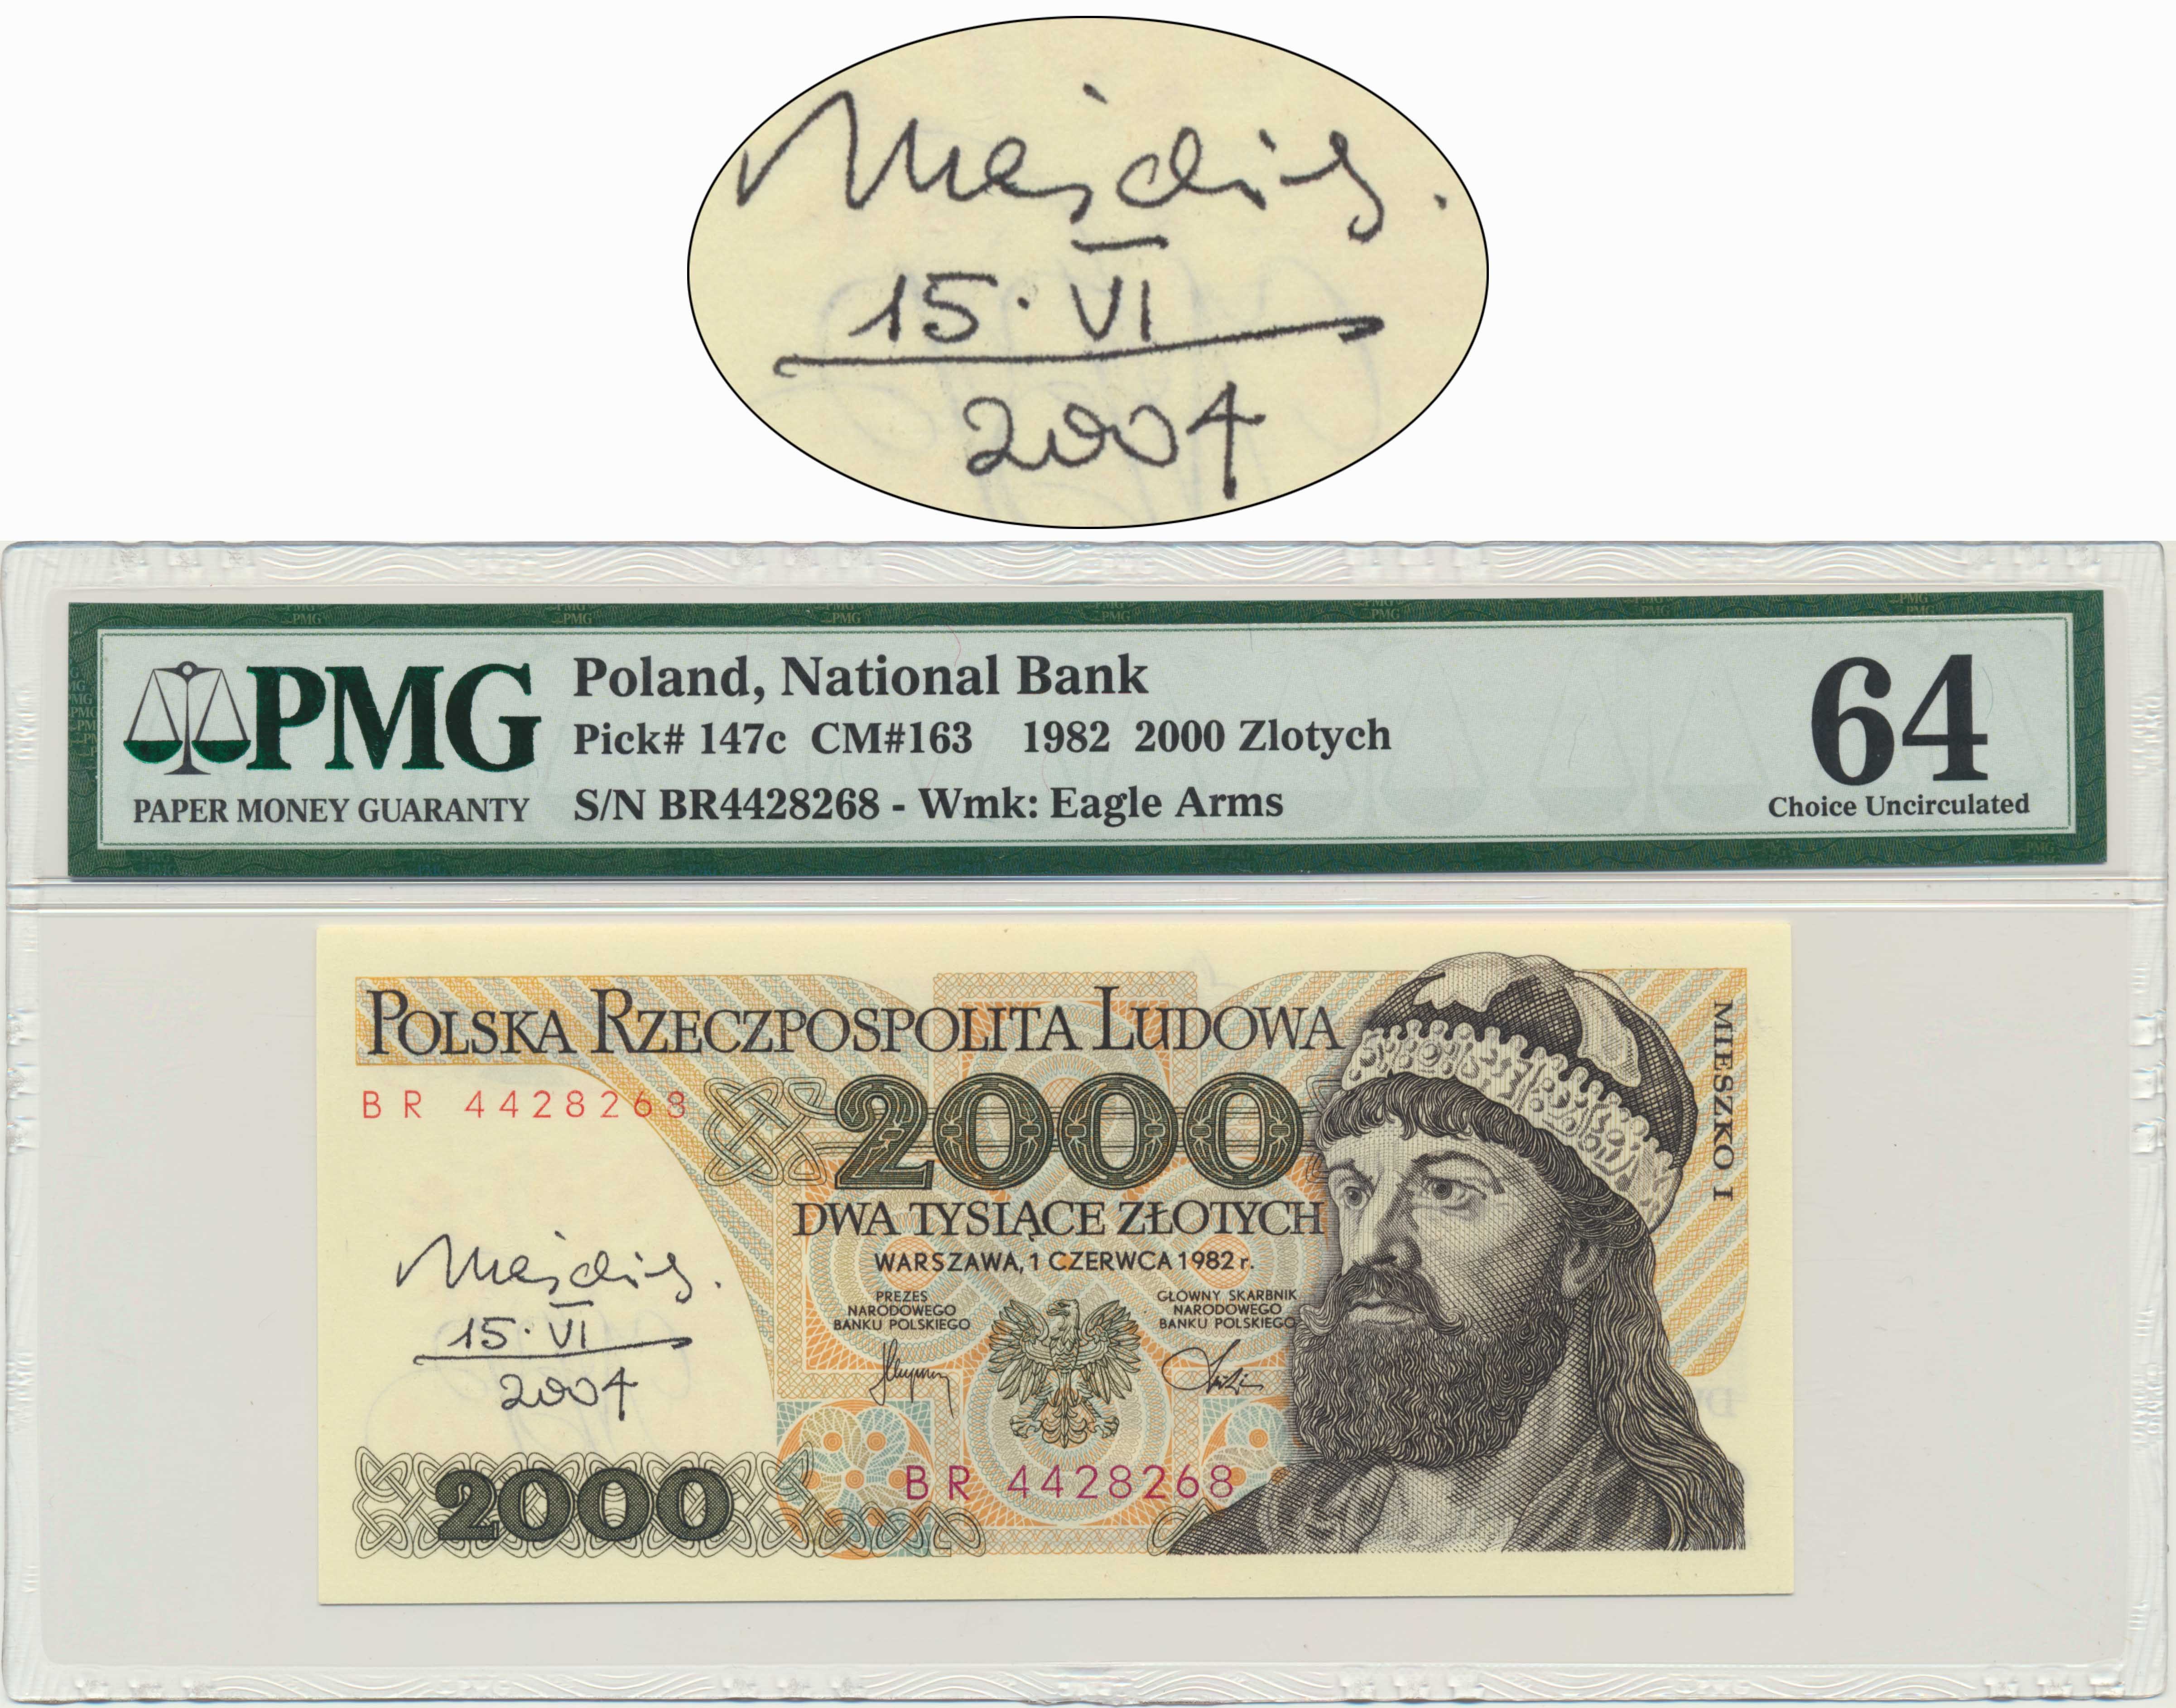 15. VI
2004
PMG
PAPER MONEY GUARANTY
Poland, National Bank
Pick# 147c CM#163 1982 2000 Zlotych
S/N BR4428268 - Wmk: Eagle Arms
64
Choice Uncirculated
POLSKA RZECZPOSPOLITA LUDOWA
BR 4428268
2000
DWA TYSIĄCE ZŁOTYCH
WARSZAWA, 1 CZERWCA 1982 r.
PREZES
NARODOWEGO
BANKU POLSKIEGO
GŁÓWNY SKARBNIK
NARODOWEGO
BANKU POLSKIEGO
MIESZKO I
15. VI
2004
2000
BR 4428268